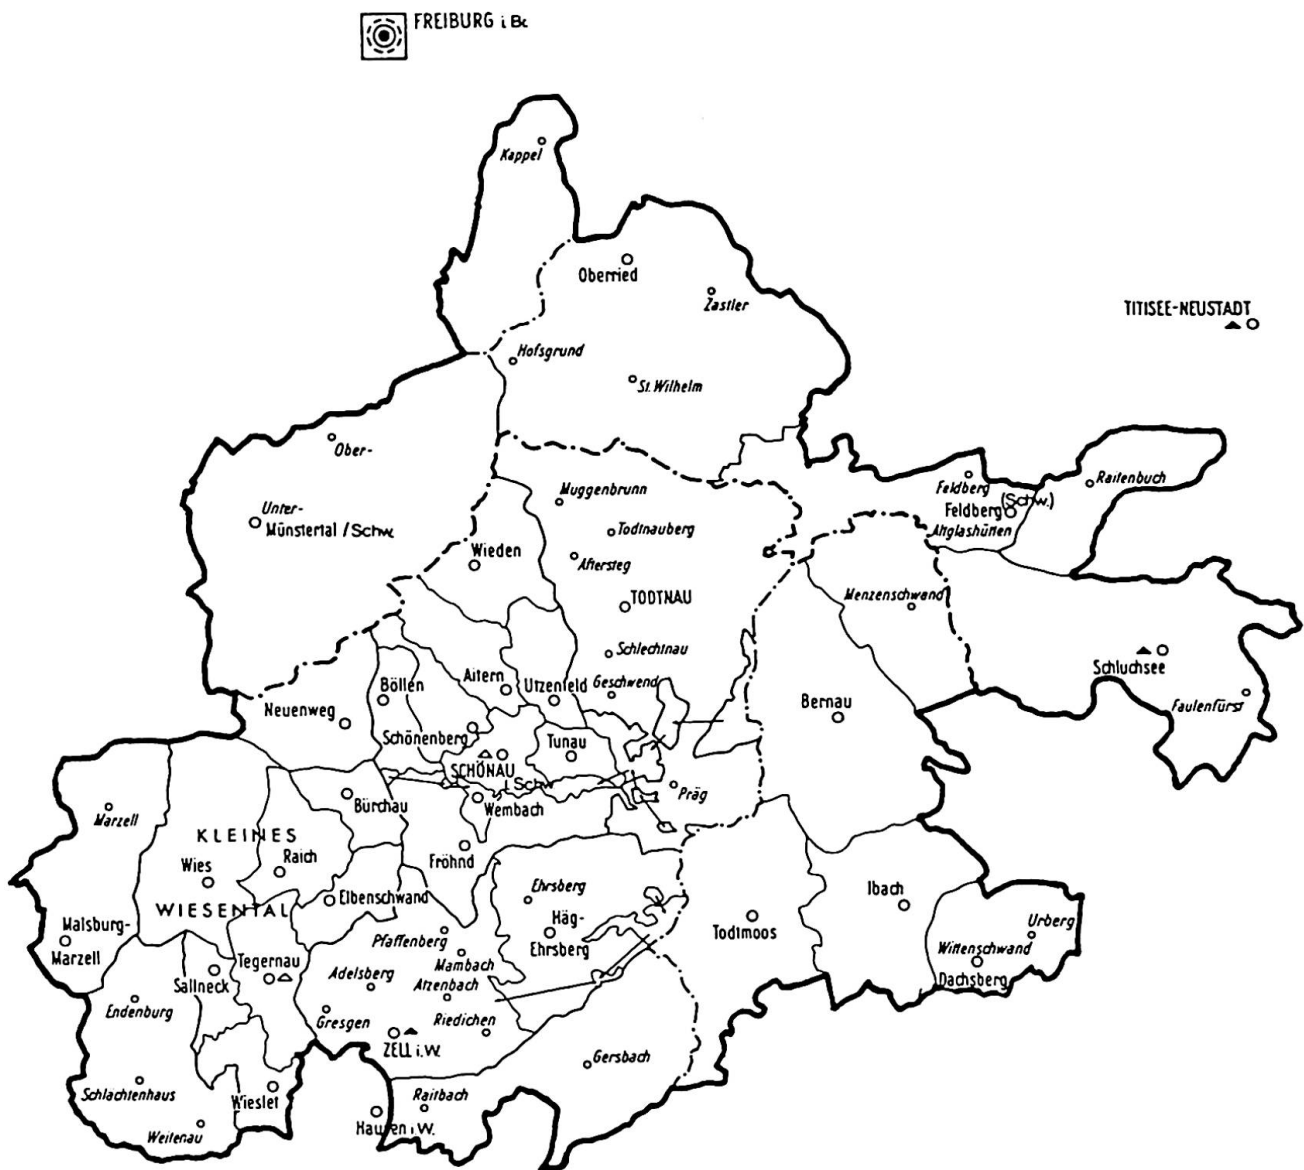 FREIBURG i. Br.
Kappel
Oberried
Zastler
TITISEE-NEUSTADT
Hofsgrund
St. Wilhelm
Ober-
Unter-
Münstertal / Schw.
Muggenbrunn
Todtnauberg
Wieden
Aftersteg
TODTNAU
Feldberg
(Schw.)
Feldberg
Altglashütten
Raitenbuch
Menzenschwand
Schlechtnau
Geschwend
Schluchsee
Faulenfürst
Aitern
Utzenfeld
Böllen
Neuenweg
Bernau
Schönenberg
SCHÖNAU
i. Schw.
Tunau
Präg
Wembach
Bürchau
Marzell
KLEINES
WIESENTAL
Wies
Raich
Fröhnd
Elbenschwand
Ehrsberg
Häg-
Ehrsberg
Ibach
Urberg
Todtmoos
Wittenschwand
Dachsberg
Malsburg-
Marzell
Pfaffenberg
Mambach
Tegernau
Adelsberg
Atzenbach
Sallneck
Endenburg
Gresgen
Riedichen
ZELL i. W.
Gersbach
Schlachtenhaus
Wieslet
Raitbach
Hausen i. W.
Weitenau